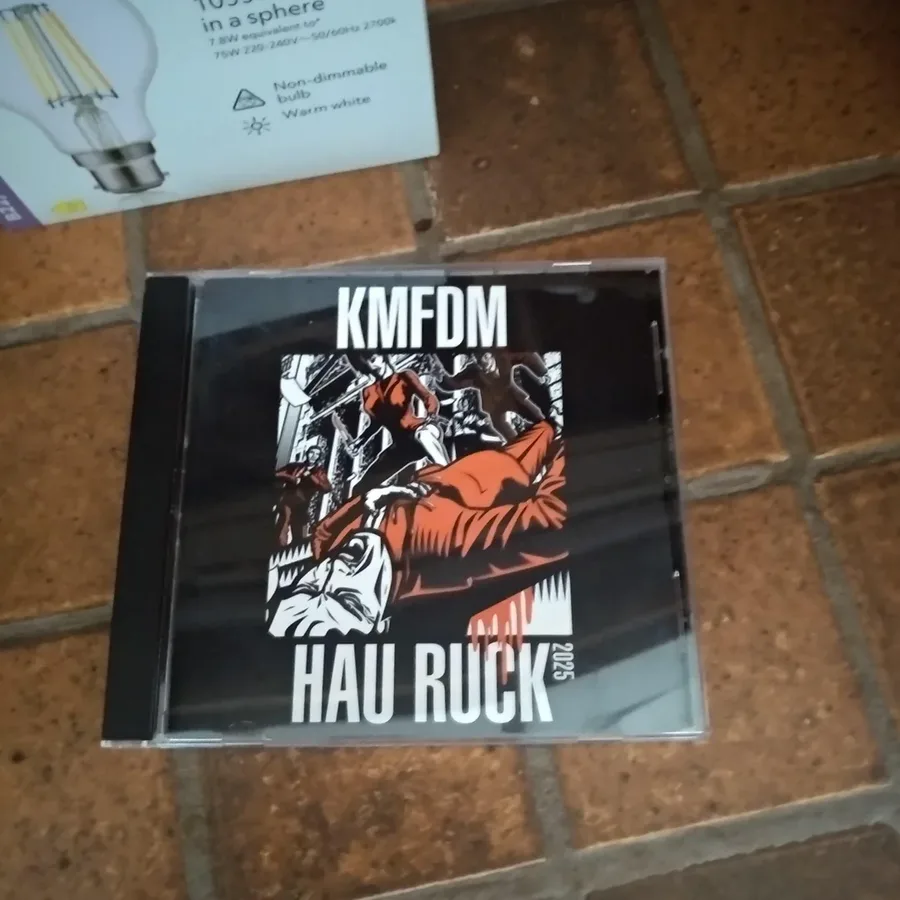 in a sphere
7.8W equivalent to*
75W 220-240V~50/60Hz 2700k
Non-dimmable
bulb
Warm white
KMFDM
HAU RUCK
2025